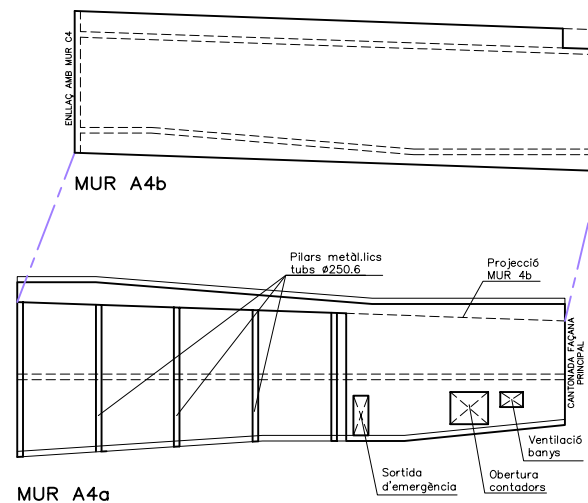 ENLLAÇ AMB MUR C4
MUR A4b
Pilars metàl.lics
tubs ø250.6
Projecció
MUR 4b
CANTONADA FAÇANA
PRINCIPAL
Sortida
d'emergència
Obertura
contadors
Ventilació
banys
MUR A4a